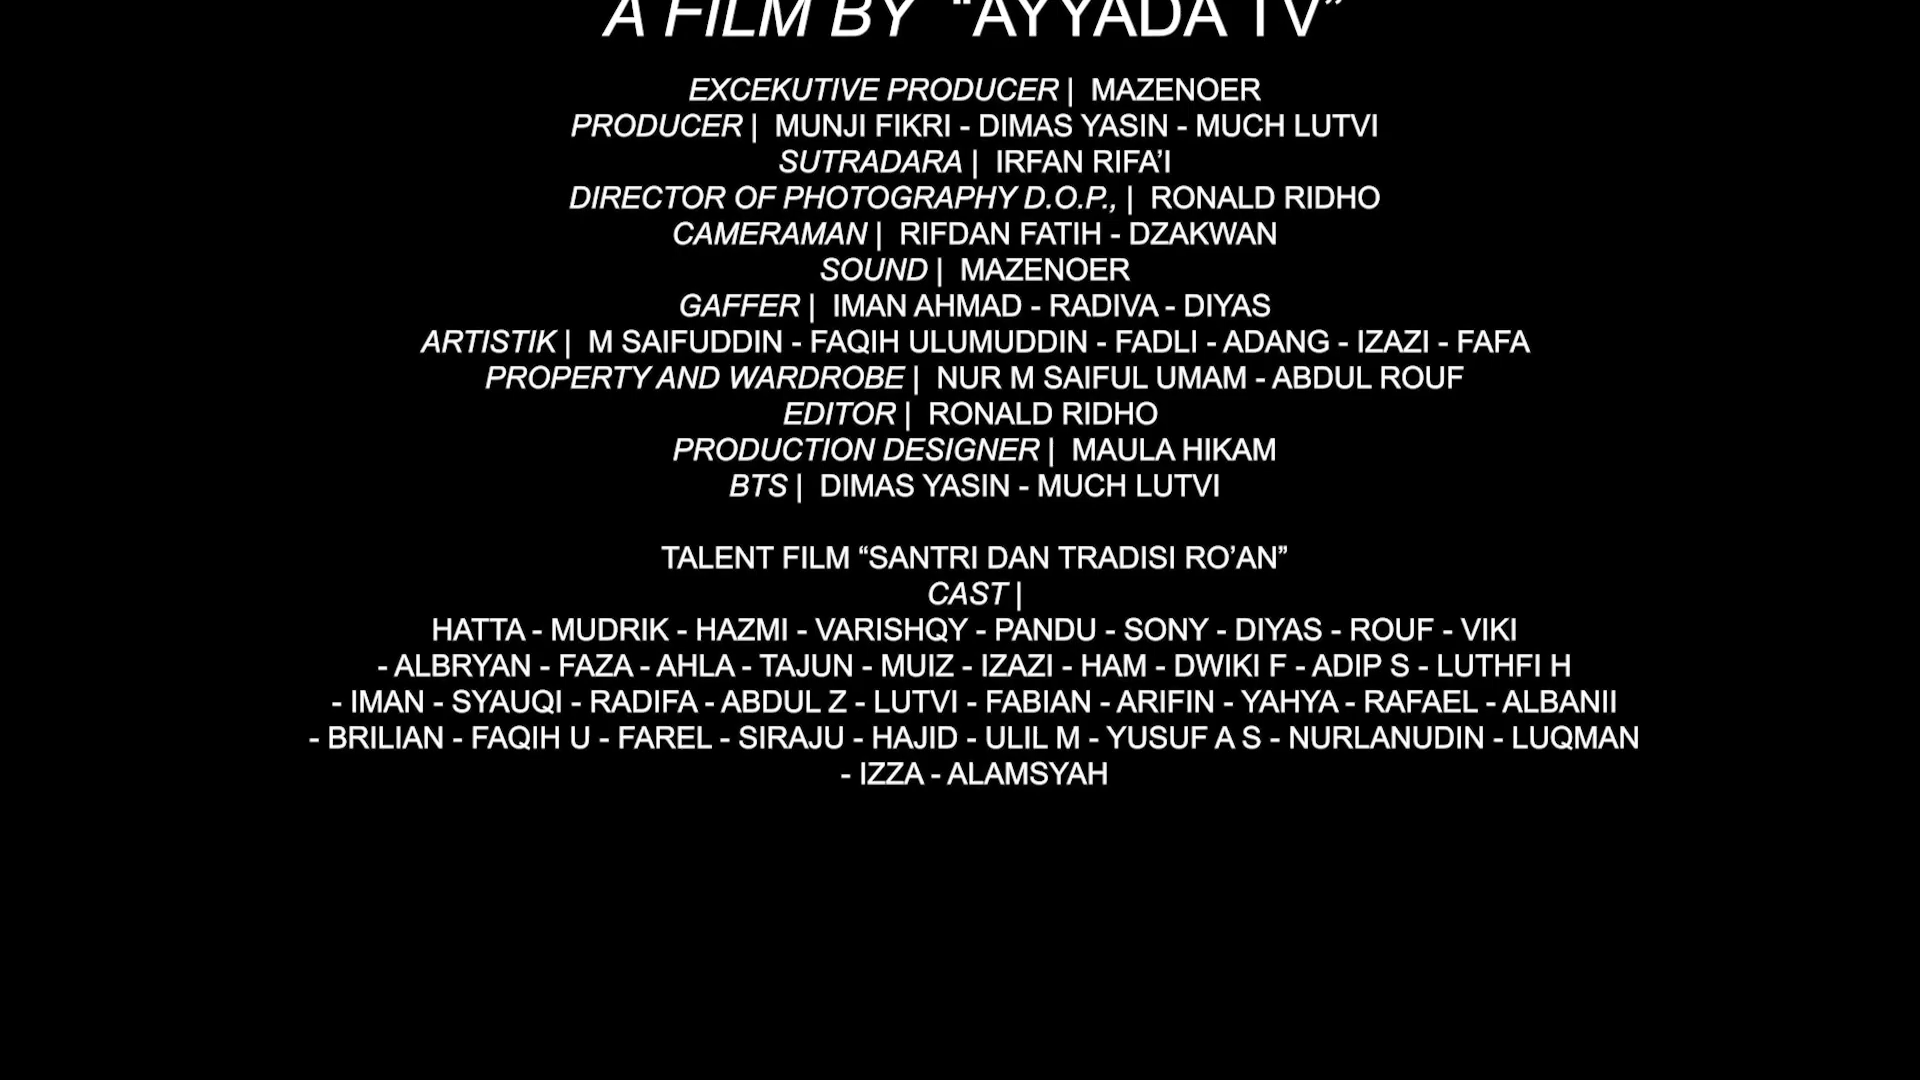 A FILM BY “AYYADA TV”
EXCEKUTIVE PRODUCER | MAZENOER
PRODUCER | MUNJI FIKRI - DIMAS YASIN - MUCH LUTVI
SUTRADARA | IRFAN RIFA’I
DIRECTOR OF PHOTOGRAPHY D.O.P., | RONALD RIDHO
CAMERAMAN | RIFDAN FATIH - DZAKWAN
SOUND | MAZENOER
GAFFER | IMAN AHMAD - RADIVA - DIYAS
ARTISTIK | M SAIFUDDIN - FAQIH ULUMUDDIN - FADLI - ADANG - IZAZI - FAFA
PROPERTY AND WARDROBE | NUR M SAIFUL UMAM - ABDUL ROUF
EDITOR | RONALD RIDHO
PRODUCTION DESIGNER | MAULA HIKAM
BTS | DIMAS YASIN - MUCH LUTVI
TALENT FILM “SANTRI DAN TRADISI RO’AN”
CAST |
HATTA - MUDRIK - HAZMI - VARISHQY - PANDU - SONY - DIYAS - ROUF - VIKI
- ALBRYAN - FAZA - AHLA - TAJUN - MUIZ - IZAZI - HAM - DWIKI F - ADIP S - LUTHFI H
- IMAN - SYAUQI - RADIFA - ABDUL Z - LUTVI - FABIAN - ARIFIN - YAHYA - RAFAEL - ALBANII
- BRILIAN - FAQIH U - FAREL - SIRAJU - HAJID - ULIL M - YUSUF A S - NURLANUDIN - LUQMAN
- IZZA - ALAMSYAH